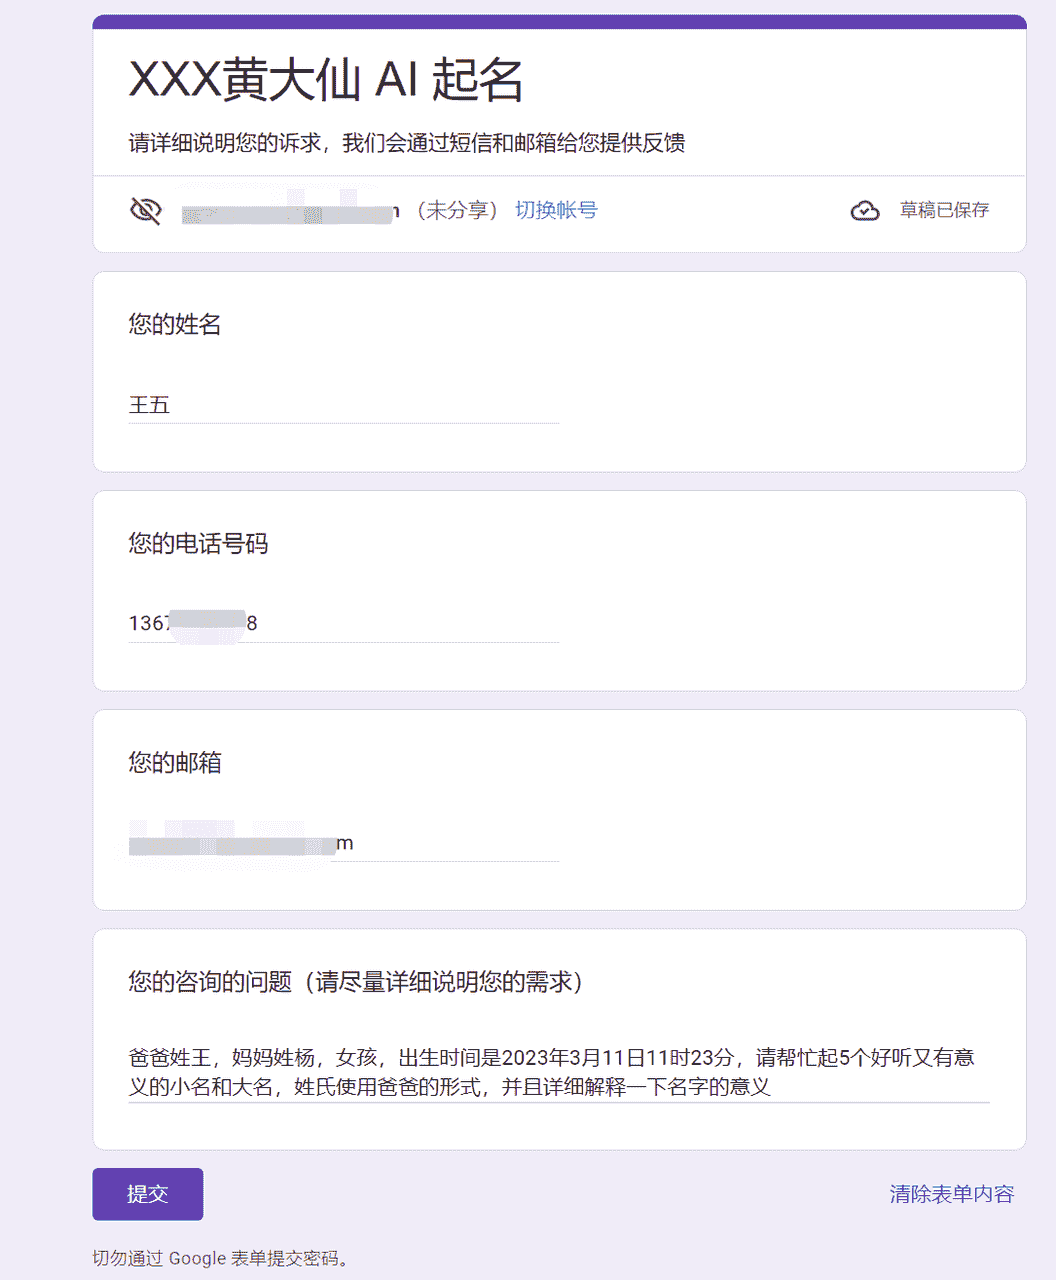 XXX黄大仙 AI 起名
请详细说明您的诉求，我们会通过短信和邮箱给您提供反馈
（未分享） 切换帐号 草稿已保存
您的姓名
王五
您的电话号码
1367 8
您的邮箱
m
您的咨询的问题（请尽量详细说明您的需求）
爸爸姓王，妈妈姓杨，女孩，出生时间是2023年3月11日11时23分，请帮忙起5个好听又有意
义的小名和大名，姓氏使用爸爸的形式，并且详细解释一下名字的意义
提交 清除表单内容
切勿通过 Google 表单提交密码。